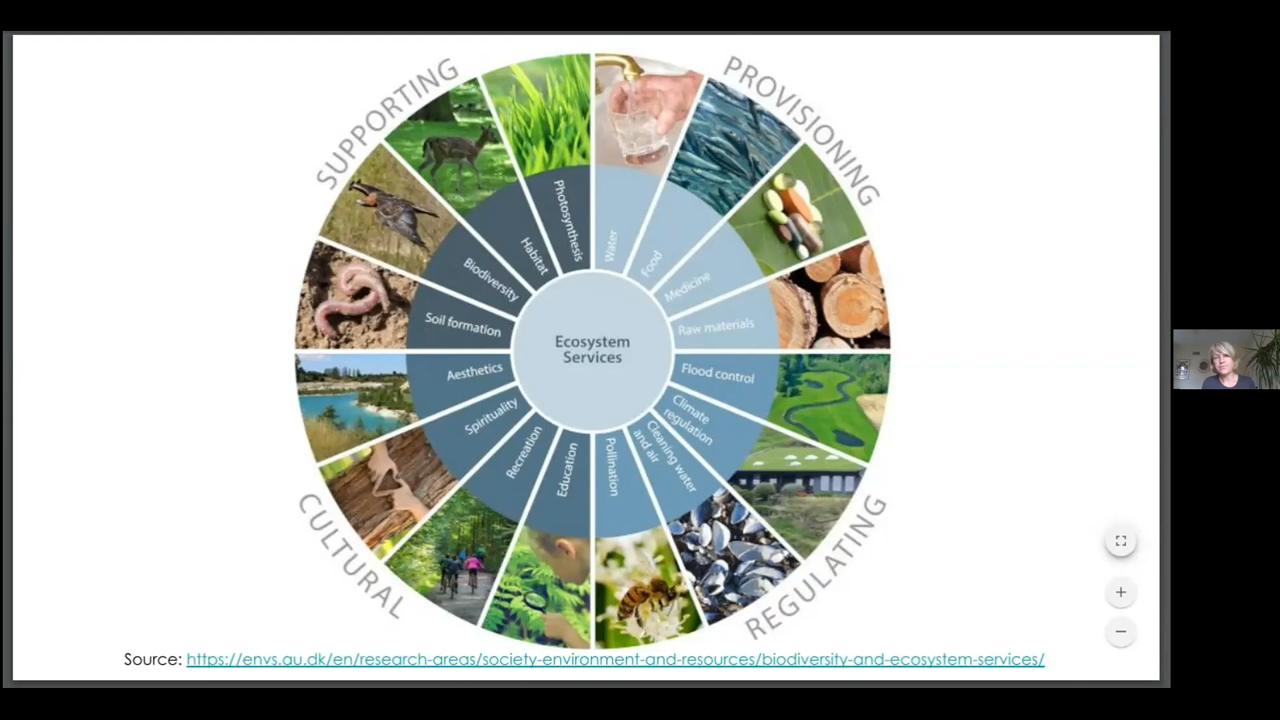 SUPPORTING
PROVISIONING
Photosynthesis
Habitat
Biodiversity
Soil formation
Water
Food
Medicine
Raw materials
Ecosystem
Services
Aesthetics
Spirituality
Recreation
Education
Flood control
Climate
regulation
Cleaning water
and air
Pollination
CULTURAL
REGULATING
Source: https://envs.au.dk/en/research-areas/society-environment-and-resources/biodiversity-and-ecosystem-services/